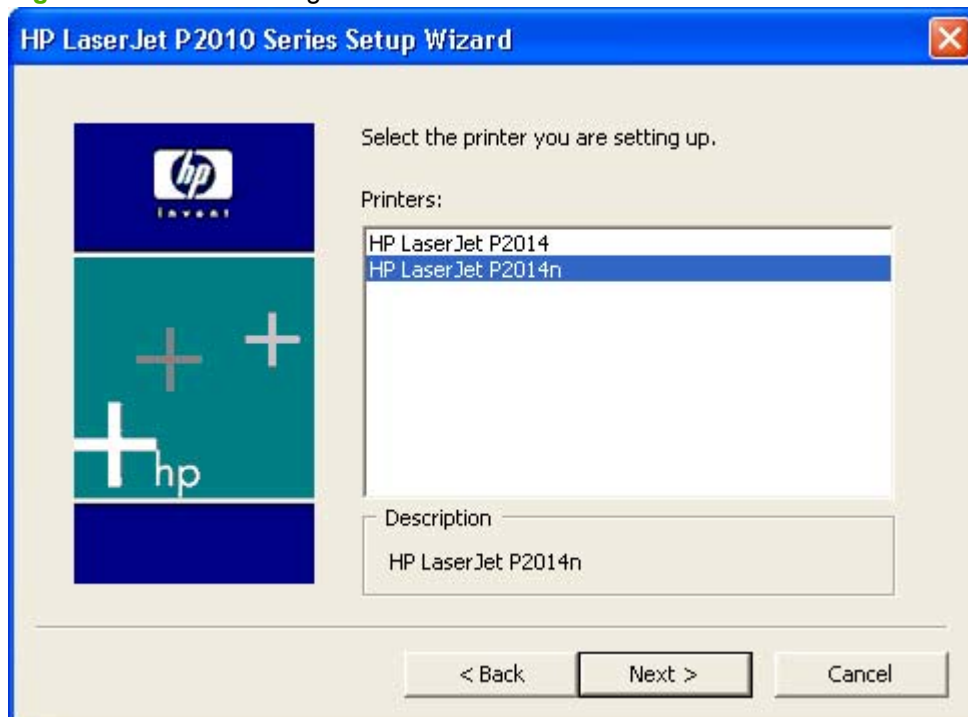 HP LaserJet P2010 Series Setup Wizard
hp
invent
Select the printer you are setting up.
Printers:
HP LaserJet P2014
HP LaserJet P2014n
hp
Description
HP LaserJet P2014n
< Back
Next >
Cancel